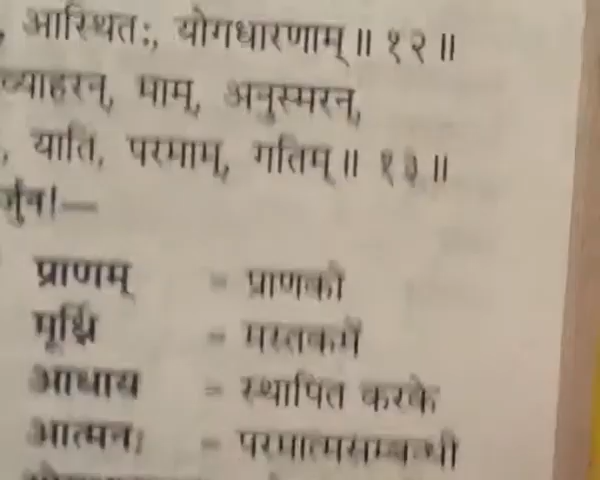 , आस्थितः, योगधारणाम्॥ १२॥
व्याहरन्, माम्, अनुस्मरन्,
, याति, परमाम्, गतिम्॥ १३॥
प्राणम् = प्राणको
मूर्ध्नि = मस्तकमें
आधाय = स्थापित करके
आत्मनः = परमात्मसम्बन्धी